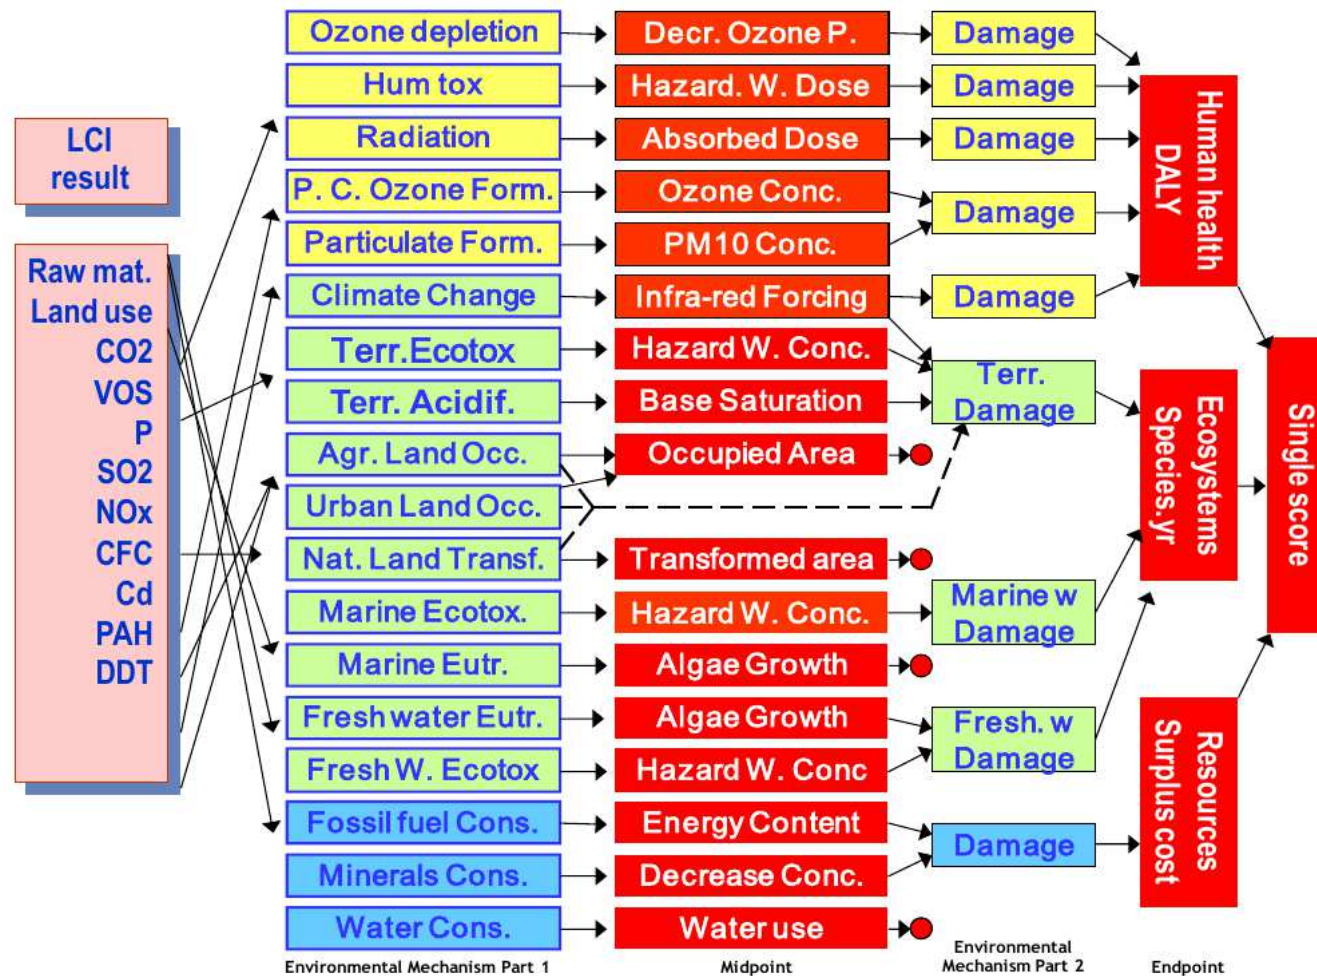 LCI
result
Raw mat.
Land use
CO2
VOS
P
SO2
NOx
CFC
Cd
PAH
DDT
Ozone depletion
Hum tox
Radiation
P. C. Ozone Form.
Particulate Form.
Climate Change
Terr.Ecotox
Terr. Acidif.
Agr. Land Occ.
Urban Land Occ.
Nat. Land Transf.
Marine Ecotox.
Marine Eutr.
Fresh water Eutr.
Fresh W. Ecotox
Fossil fuel Cons.
Minerals Cons.
Water Cons.
Environmental Mechanism Part 1
Decr. Ozone P.
Hazard. W. Dose
Absorbed Dose
Ozone Conc.
PM10 Conc.
Infra-red Forcing
Hazard W. Conc.
Base Saturation
Occupied Area
Transformed area
Hazard W. Conc.
Algae Growth
Algae Growth
Hazard W. Conc
Energy Content
Decrease Conc.
Water use
Midpoint
Damage
Damage
Damage
Damage
Damage
Terr.
Damage
Marine w
Damage
Fresh. w
Damage
Damage
Environmental
Mechanism Part 2
Human health
DALY
Ecosystems
Species.yr
Resources
Surplus cost
Endpoint
Single score